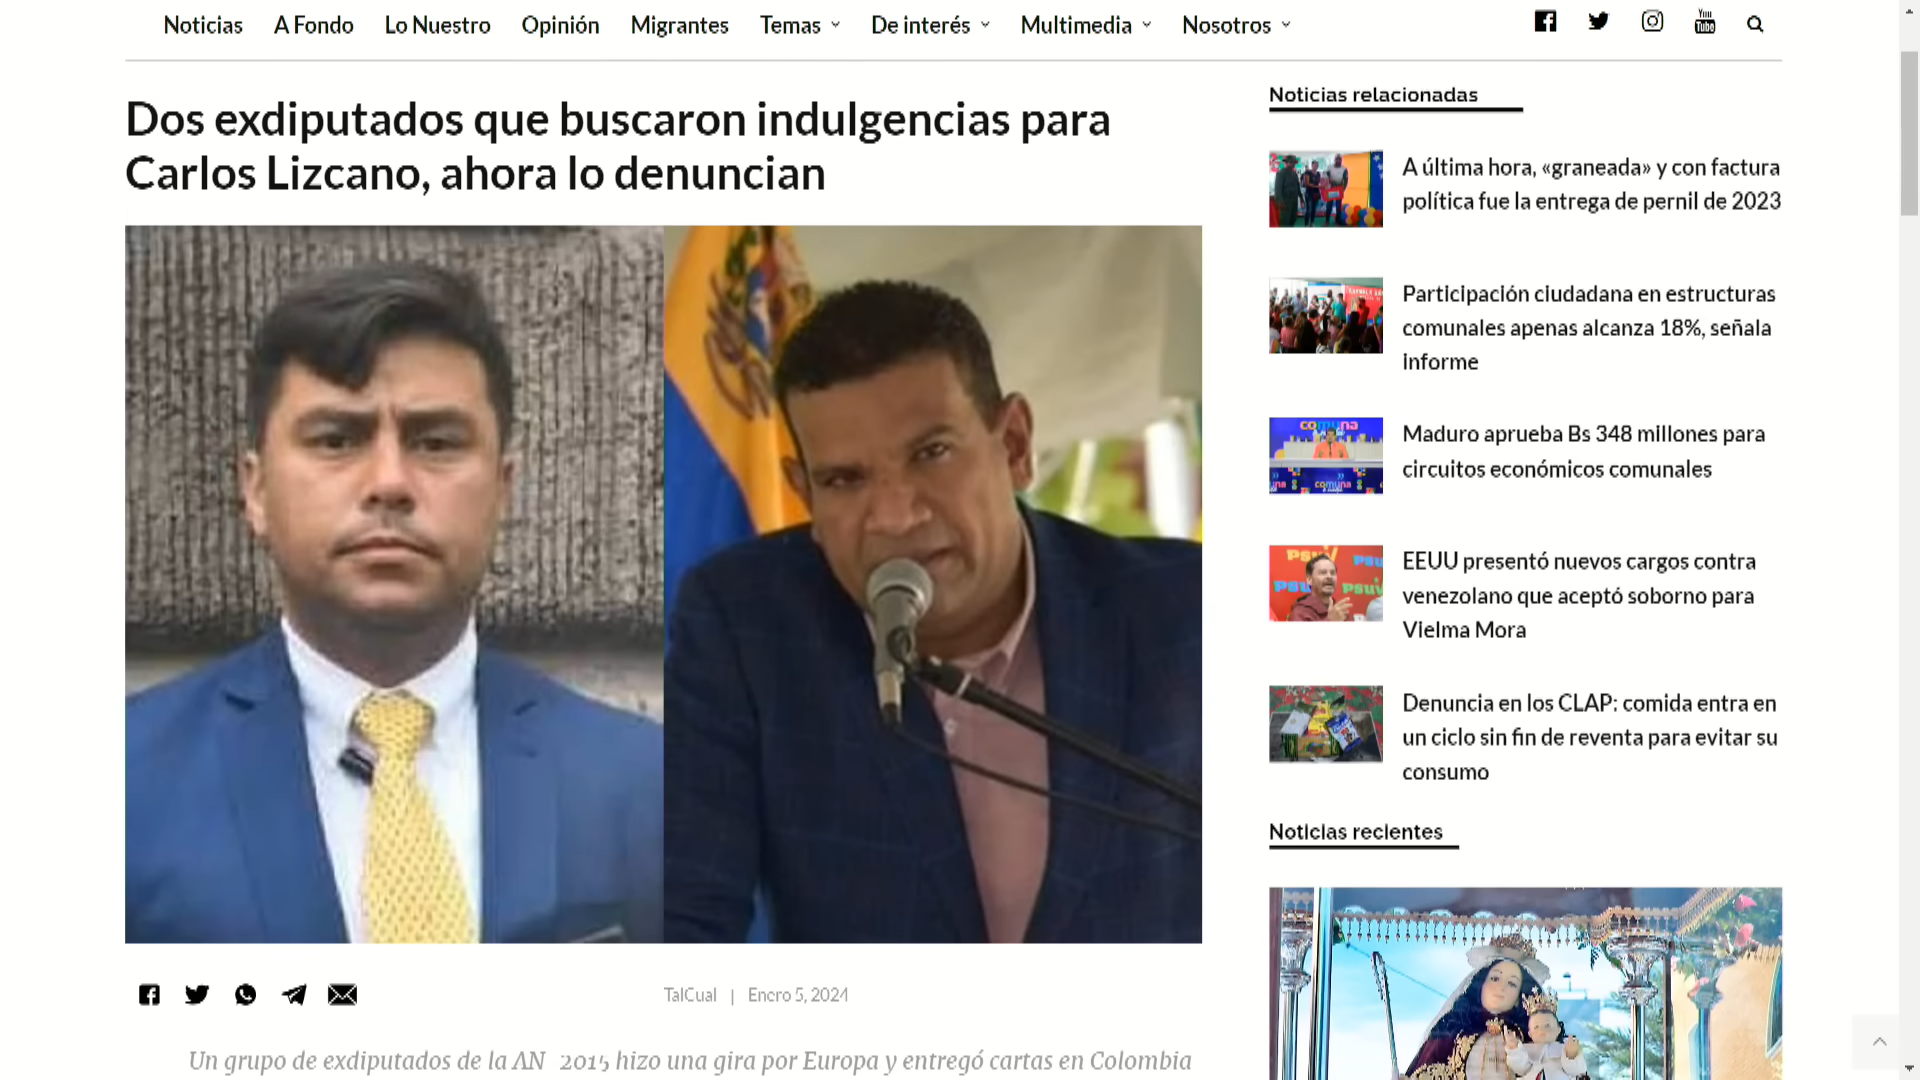 Noticias A Fondo Lo Nuestro Opinión Migrantes Temas De interés Multimedia Nosotros
Dos exdiputados que buscaron indulgencias para
Carlos Lizcano, ahora lo denuncian
TalCual | Enero 5, 2024
Un grupo de exdiputados de la AN 2015 hizo una gira por Europa y entregó cartas en Colombia
Noticias relacionadas
A última hora, «graneada» y con factura
política fue la entrega de pernil de 2023
Participación ciudadana en estructuras
comunales apenas alcanza 18%, señala
informe
comuna
comuna
Maduro aprueba Bs 348 millones para
circuitos económicos comunales
PSUV
PSUV
PSUV
EEUU presentó nuevos cargos contra
venezolano que aceptó soborno para
Vielma Mora
Denuncia en los CLAP: comida entra en
un ciclo sin fin de reventa para evitar su
consumo
Noticias recientes